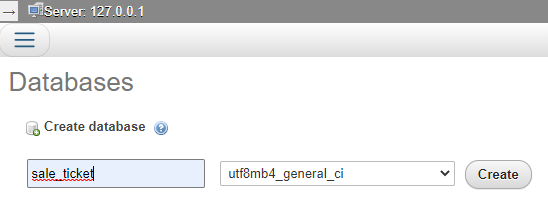 Server: 127.0.0.1
Databases
Create database
sale_ticket utf8mb4_general_ci Create